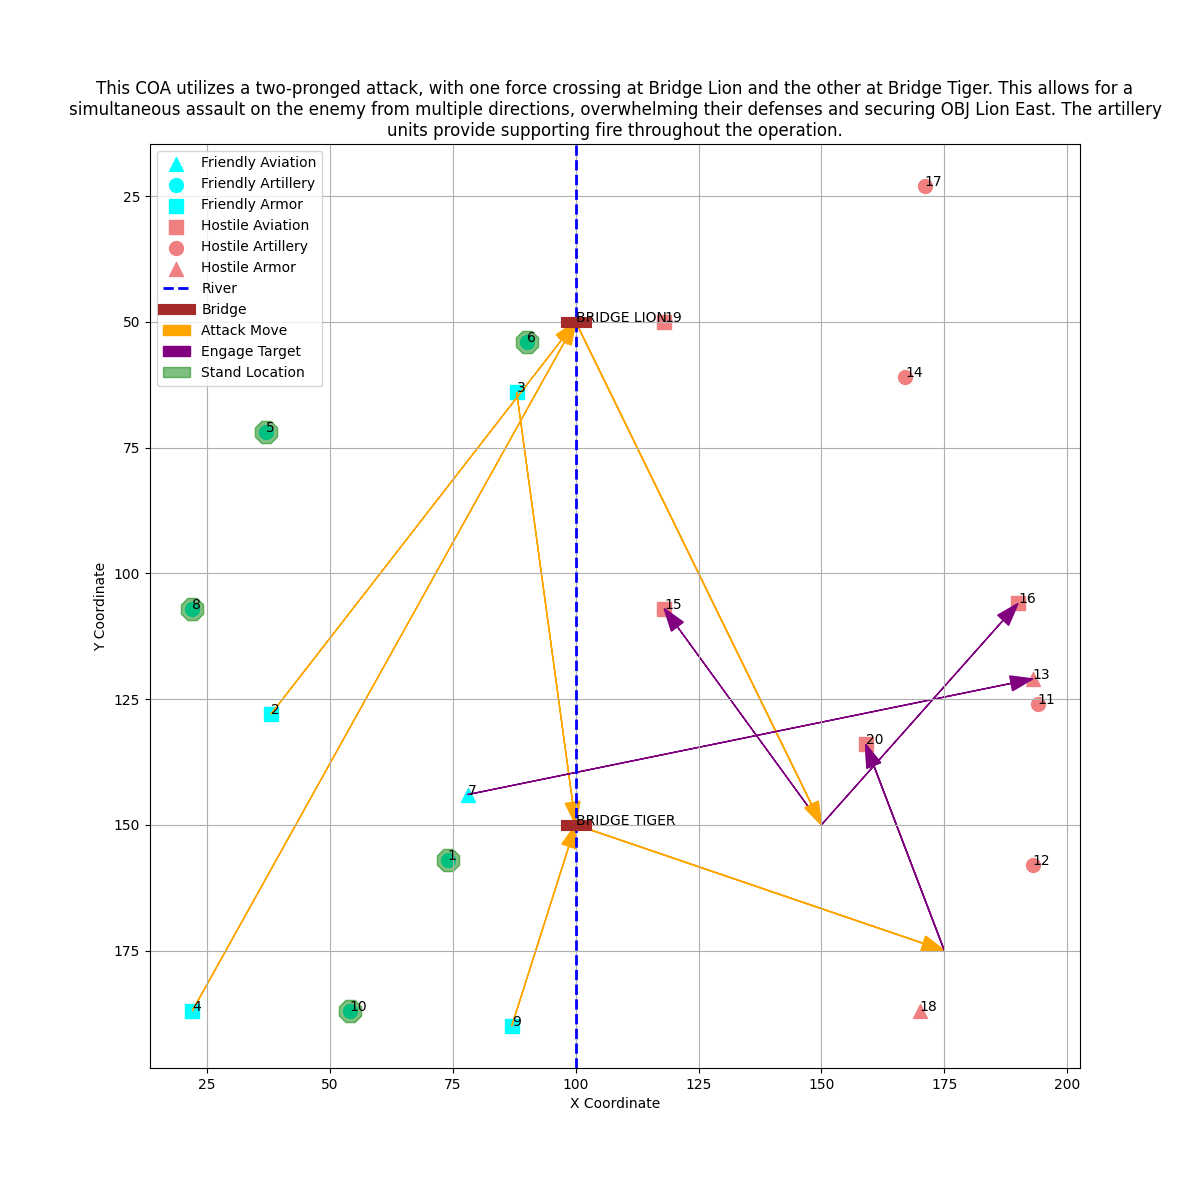 This COA utilizes a two-pronged attack, with one force crossing at Bridge Lion and the other at Bridge Tiger. This allows for a
simultaneous assault on the enemy from multiple directions, overwhelming their defenses and securing OBJ Lion East. The artillery
units provide supporting fire throughout the operation.
Friendly Aviation
Friendly Artillery
Friendly Armor
Hostile Aviation
Hostile Artillery
Hostile Armor
River
Bridge
Attack Move
Engage Target
Stand Location
17
25
BRIDGE LION
19
50
6
14
3
5
75
100
8
15
16
13
11
125
2
20
7
BRIDGE TIGER
150
1
12
175
4
10
9
18
25
50
75
100
125
150
175
200
X Coordinate
Y Coordinate